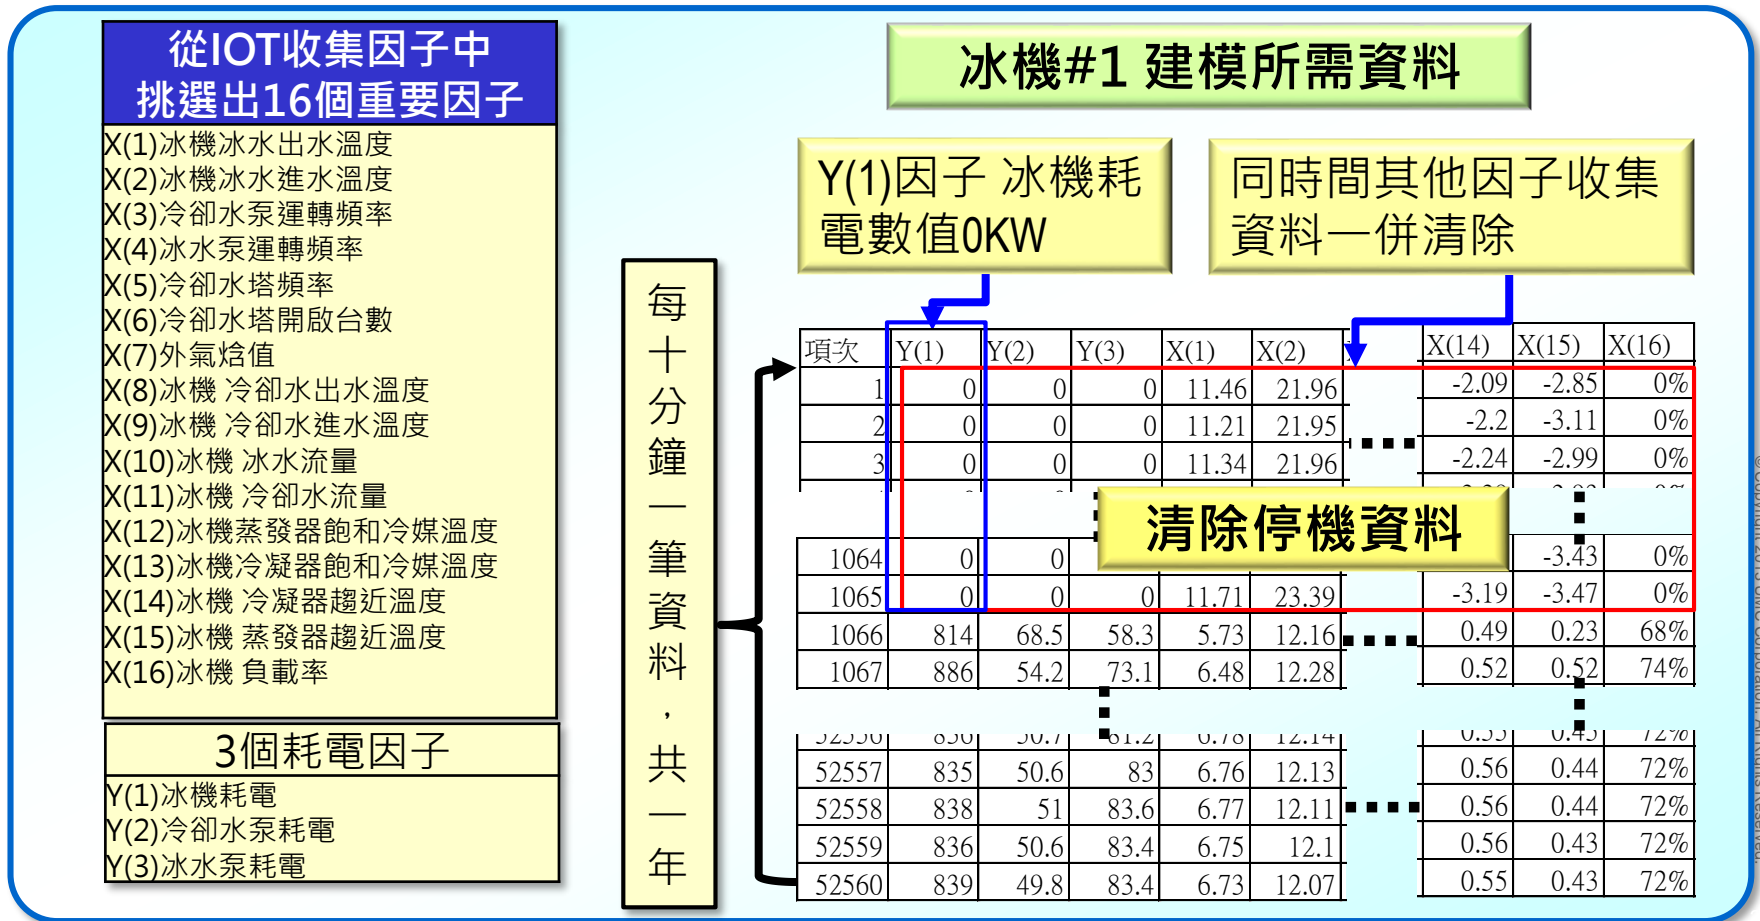 從IOT收集因子中
挑選出16個重要因子
X(1)冰機冰水出水溫度
X(2)冰機冰水進水溫度
X(3)冷卻水泵運轉頻率
X(4)冰水泵運轉頻率
X(5)冷卻水塔頻率
X(6)冷卻水塔開啟台數
X(7)外氣焓值
X(8)冰機 冷卻水出水溫度
X(9)冰機 冷卻水進水溫度
X(10)冰機 冰水流量
X(11)冰機 冷卻水流量
X(12)冰機蒸發器飽和冷媒溫度
X(13)冰機冷凝器飽和冷媒溫度
X(14)冰機 冷凝器趨近溫度
X(15)冰機 蒸發器趨近溫度
X(16)冰機 負載率
3個耗電因子
Y(1)冰機耗電
Y(2)冷卻水泵耗電
Y(3)冰水泵耗電
每十分鐘一筆資料，共一年
冰機#1 建模所需資料
Y(1)因子 冰機耗
電數值0KW
同時間其他因子收集
資料一併清除
項次 Y(1) Y(2) Y(3) X(1) X(2) X(14) X(15) X(16)
1 0 0 0 11.46 21.96 -2.09 -2.85 0%
2 0 0 0 11.21 21.95 -2.2 -3.11 0%
3 0 0 0 11.34 21.96 -2.24 -2.99 0%
清除停機資料
1064 0 0 -3.43 0%
1065 0 0 0 11.71 23.39 -3.19 -3.47 0%
1066 814 68.5 58.3 5.73 12.16 0.49 0.23 68%
1067 886 54.2 73.1 6.48 12.28 0.52 0.52 74%
52556 836 50.7 81.2 6.78 12.14 0.55 0.45 72%
52557 835 50.6 83 6.76 12.13 0.56 0.44 72%
52558 838 51 83.6 6.77 12.11 0.56 0.44 72%
52559 836 50.6 83.4 6.75 12.1 0.56 0.43 72%
52560 839 49.8 83.4 6.73 12.07 0.55 0.43 72%